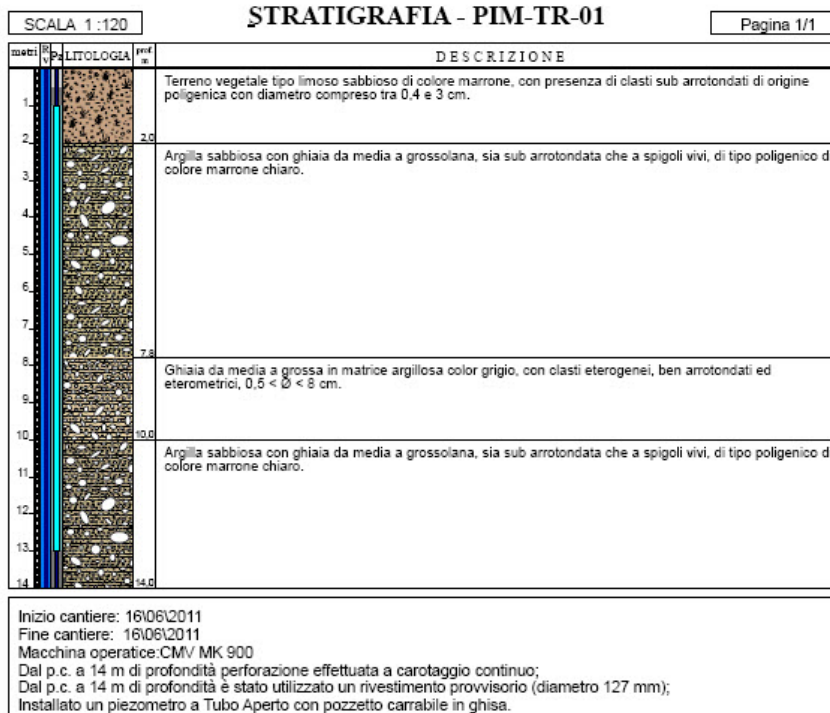 SCALA 1 :120
STRATIGRAFIA - PIM-TR-01
Pagina 1/1
metri R v Pz LITOLOGIA prof. m DESCRIZIONE
Terreno vegetale tipo limoso sabbioso di colore marrone, con presenza di clasti sub arrotondati di origine
poligenica con diametro compreso tra 0,4 e 3 cm.
1
2
2,0
Argilla sabbiosa con ghiaia da media a grossolana, sia sub arrotondata che a spigoli vivi, di tipo poligenico d
colore marrone chiaro.
3
4
5
6
7
7,8
Ghiaia da media a grossa in matrice argillosa color grigio, con clasti eterogenei, ben arrotondati ed
eterometrici, 0,5 < Ø < 8 cm.
8
9
10
10,0
Argilla sabbiosa con ghiaia da media a grossolana, sia sub arrotondata che a spigoli vivi, di tipo poligenico d
colore marrone chiaro.
11
12
13
14
14,0
Inizio cantiere: 16\06\2011
Fine cantiere: 16\06\2011
Macchina operatice:CMV MK 900
Dal p.c. a 14 m di profondità perforazione effettuata a carotaggio continuo;
Dal p.c. a 14 m di profondità è stato utilizzato un rivestimento provvisorio (diametro 127 mm);
Installato un piezometro a Tubo Aperto con pozzetto carrabile in ghisa.